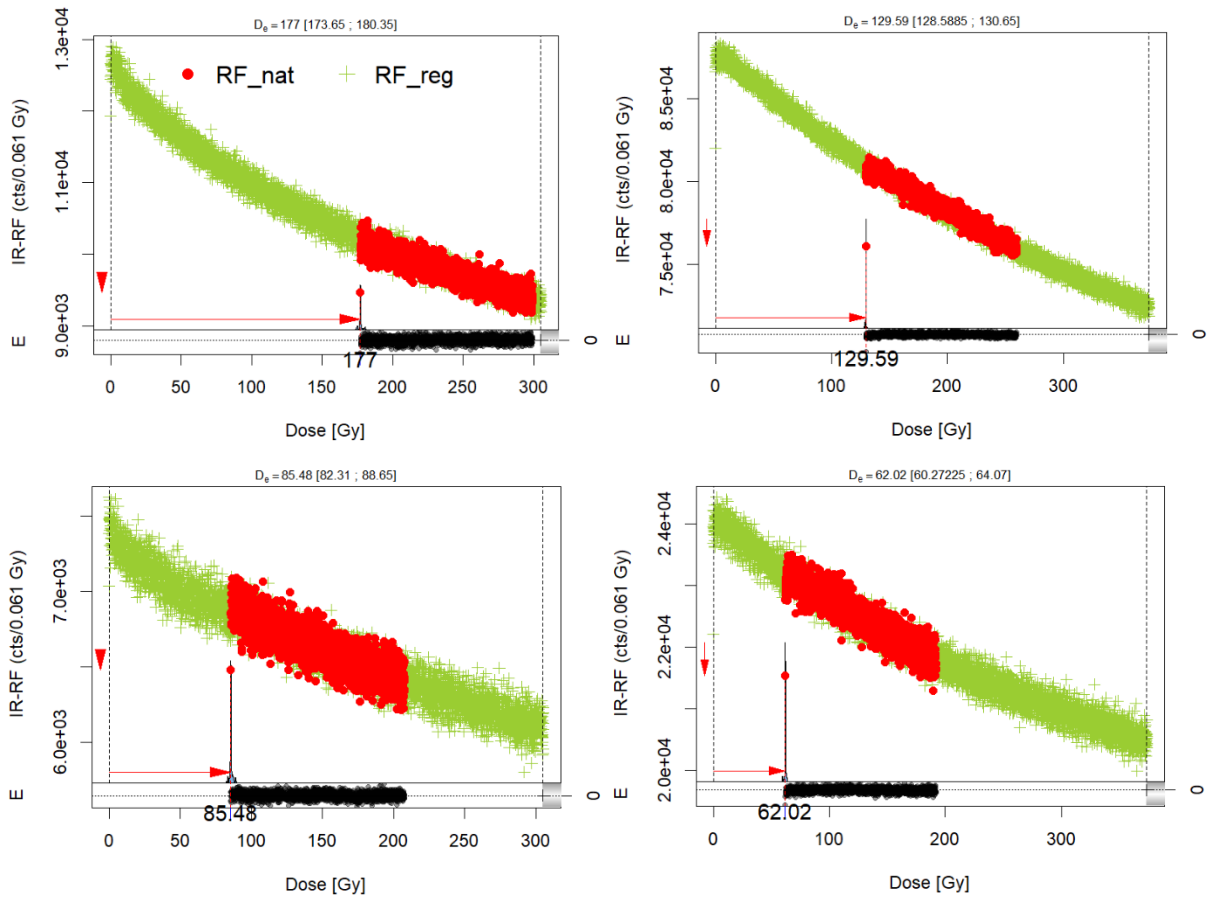 Dₑ = 177 [173.65 ; 180.35]
IR-RF (cts/0.061 Gy)
1.3e+04
1.1e+04
9.0e+03
RF_nat
RF_reg
E
0
177
0 50 100 150 200 250 300
Dose [Gy]
Dₑ = 129.59 [128.5885 ; 130.65]
IR-RF (cts/0.061 Gy)
8.5e+04
8.0e+04
7.5e+04
E
0
129.59
0 100 200 300
Dose [Gy]
Dₑ = 85.48 [82.31 ; 88.65]
IR-RF (cts/0.061 Gy)
7.0e+03
6.0e+03
E
0
85.48
0 50 100 150 200 250 300
Dose [Gy]
Dₑ = 62.02 [60.27225 ; 64.07]
IR-RF (cts/0.061 Gy)
2.4e+04
2.2e+04
2.0e+04
E
0
62.02
0 100 200 300
Dose [Gy]